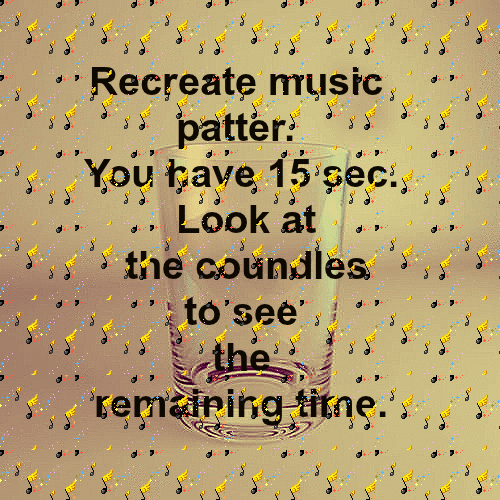 Recreate music
patter.
You have 15 sec.
Look at
the coundles
to see
the
remaining time.